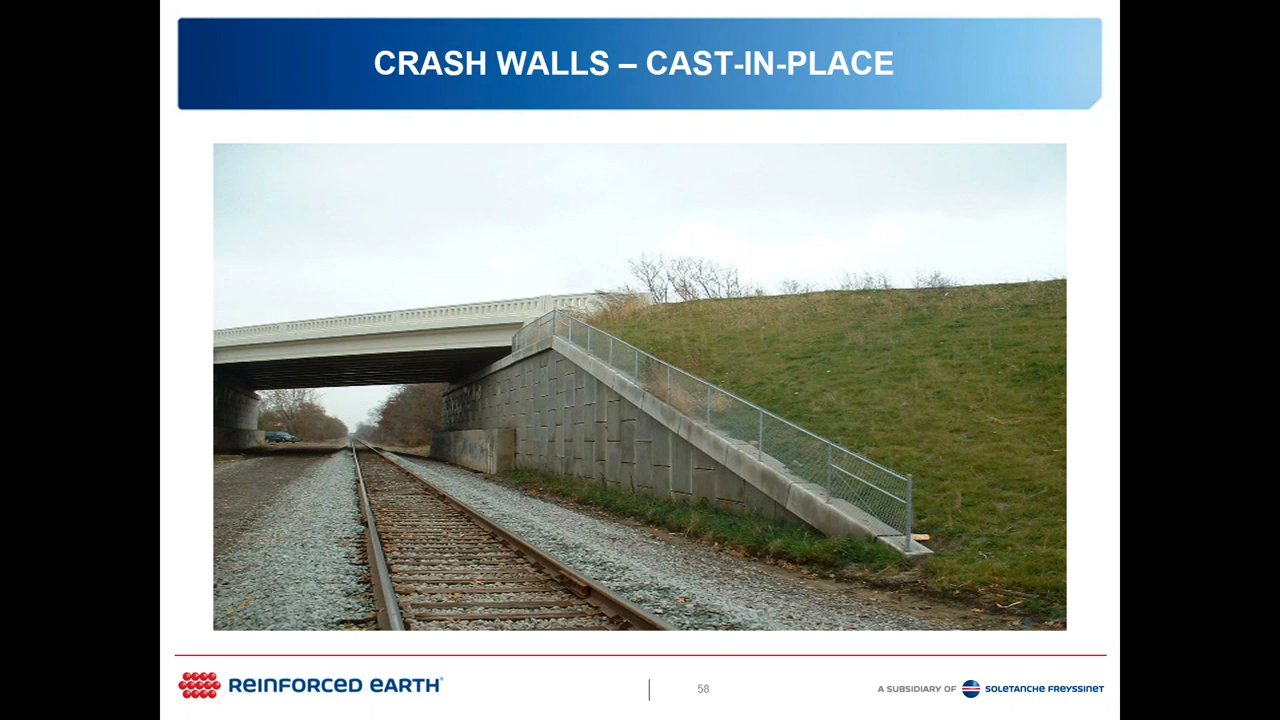 CRASH WALLS – CAST-IN-PLACE
REINFORCED EARTH®
58
A SUBSIDIARY OF SOLETANCHE FREYSSINET